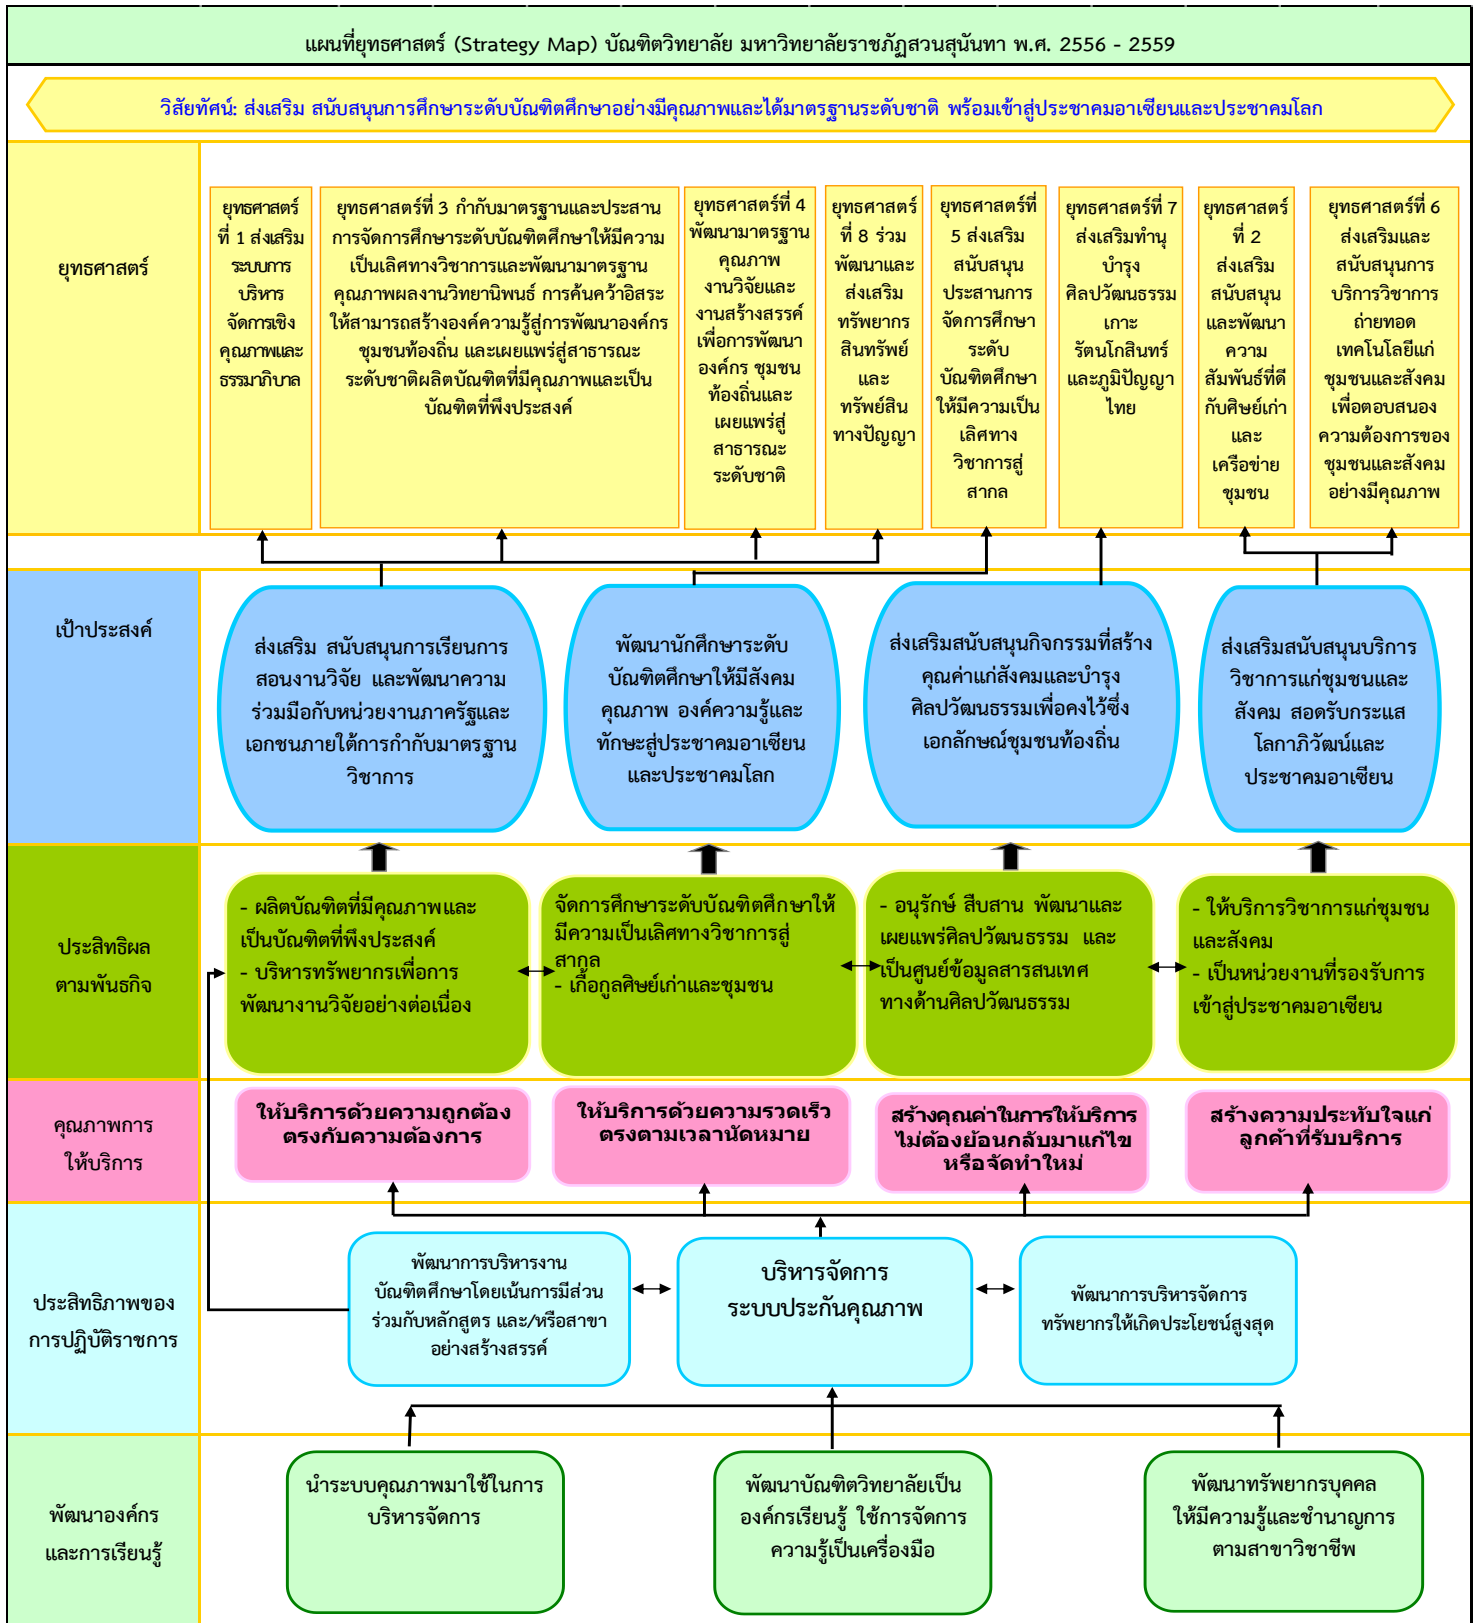 แผนที่ยุทธศาสตร์ (Strategy Map) บัณฑิตวิทยาลัย มหาวิทยาลัยราชภัฏสวนสุนันทา พ.ศ. 2556 - 2559
วิสัยทัศน์: ส่งเสริม สนับสนุนการศึกษาระดับบัณฑิตศึกษาอย่างมีคุณภาพและได้มาตรฐานระดับชาติ พร้อมเข้าสู่ประชาคมอาเซียนและประชาคมโลก
ยุทธศาสตร์
ยุทธศาสตร์
ที่ 1 ส่งเสริม
ระบบการ
บริหาร
จัดการเชิง
คุณภาพและ
ธรรมาภิบาล
ยุทธศาสตร์ที่ 3 กำกับมาตรฐานและประสาน
การจัดการศึกษาระดับบัณฑิตศึกษาให้มีความ
เป็นเลิศทางวิชาการและพัฒนามาตรฐาน
คุณภาพผลงานวิทยานิพนธ์ การค้นคว้าอิสระ
ให้สามารถสร้างองค์ความรู้สู่การพัฒนาองค์กร
ชุมชนท้องถิ่น และเผยแพร่สู่สาธารณะ
ระดับชาติผลิตบัณฑิตที่มีคุณภาพและเป็น
บัณฑิตที่พึงประสงค์
ยุทธศาสตร์ที่ 4
พัฒนามาตรฐาน
คุณภาพ
งานวิจัยและ
งานสร้างสรรค์
เพื่อการพัฒนา
องค์กร ชุมชน
ท้องถิ่นและ
เผยแพร่สู่
สาธารณะ
ระดับชาติ
ยุทธศาสตร์
ที่ 8 ร่วม
พัฒนาและ
ส่งเสริม
ทรัพยากร
สินทรัพย์
และ
ทรัพย์สิน
ทางปัญญา
ยุทธศาสตร์ที่
5 ส่งเสริม
สนับสนุน
ประสานการ
จัดการศึกษา
ระดับ
บัณฑิตศึกษา
ให้มีความเป็น
เลิศทาง
วิชาการสู่
สากล
ยุทธศาสตร์ที่ 7
ส่งเสริมทำนุ
บำรุง
ศิลปวัฒนธรรม
เกาะ
รัตนโกสินทร์
และภูมิปัญญา
ไทย
ยุทธศาสตร์
ที่ 2
ส่งเสริม
สนับสนุน
และพัฒนา
ความ
สัมพันธ์ที่ดี
กับศิษย์เก่า
และ
เครือข่าย
ชุมชน
ยุทธศาสตร์ที่ 6
ส่งเสริมและ
สนับสนุนการ
บริการวิชาการ
ถ่ายทอด
เทคโนโลยีแก่
ชุมชนและสังคม
เพื่อตอบสนอง
ความต้องการของ
ชุมชนและสังคม
อย่างมีคุณภาพ
เป้าประสงค์
ส่งเสริม สนับสนุนการเรียนการ
สอนงานวิจัย และพัฒนาความ
ร่วมมือกับหน่วยงานภาครัฐและ
เอกชนภายใต้การกำกับมาตรฐาน
วิชาการ
พัฒนานักศึกษาระดับ
บัณฑิตศึกษาให้มีสังคม
คุณภาพ องค์ความรู้และ
ทักษะสู่ประชาคมอาเซียน
และประชาคมโลก
ส่งเสริมสนับสนุนกิจกรรมที่สร้าง
คุณค่าแก่สังคมและบำรุง
ศิลปวัฒนธรรมเพื่อคงไว้ซึ่ง
เอกลักษณ์ชุมชนท้องถิ่น
ส่งเสริมสนับสนุนบริการ
วิชาการแก่ชุมชนและ
สังคม สอดรับกระแส
โลกาภิวัฒน์และ
ประชาคมอาเซียน
ประสิทธิผล
ตามพันธกิจ
- ผลิตบัณฑิตที่มีคุณภาพและ
เป็นบัณฑิตที่พึงประสงค์
- บริหารทรัพยากรเพื่อการ
พัฒนางานวิจัยอย่างต่อเนื่อง
จัดการศึกษาระดับบัณฑิตศึกษาให้
มีความเป็นเลิศทางวิชาการสู่
สากล
- เกื้อกูลศิษย์เก่าและชุมชน
- อนุรักษ์ สืบสาน พัฒนาและ
เผยแพร่ศิลปวัฒนธรรม และ
เป็นศูนย์ข้อมูลสารสนเทศ
ทางด้านศิลปวัฒนธรรม
- ให้บริการวิชาการแก่ชุมชน
และสังคม
- เป็นหน่วยงานที่รองรับการ
เข้าสู่ประชาคมอาเซียน
คุณภาพการ
ให้บริการ
ให้บริการด้วยความถูกต้อง
ตรงกับความต้องการ
ให้บริการด้วยความรวดเร็ว
ตรงตามเวลานัดหมาย
สร้างคุณค่าในการให้บริการ
ไม่ต้องย้อนกลับมาแก้ไข
หรือจัดทำใหม่
สร้างความประทับใจแก่
ลูกค้าที่รับบริการ
ประสิทธิภาพของ
การปฏิบัติราชการ
พัฒนาการบริหารงาน
บัณฑิตศึกษาโดยเน้นการมีส่วน
ร่วมกับหลักสูตร และ/หรือสาขา
อย่างสร้างสรรค์
บริหารจัดการ
ระบบประกันคุณภาพ
พัฒนาการบริหารจัดการ
ทรัพยากรให้เกิดประโยชน์สูงสุด
พัฒนาองค์กร
และการเรียนรู้
นำระบบคุณภาพมาใช้ในการ
บริหารจัดการ
พัฒนาบัณฑิตวิทยาลัยเป็น
องค์กรเรียนรู้ ใช้การจัดการ
ความรู้เป็นเครื่องมือ
พัฒนาทรัพยากรบุคคล
ให้มีความรู้และชำนาญการ
ตามสาขาวิชาชีพ